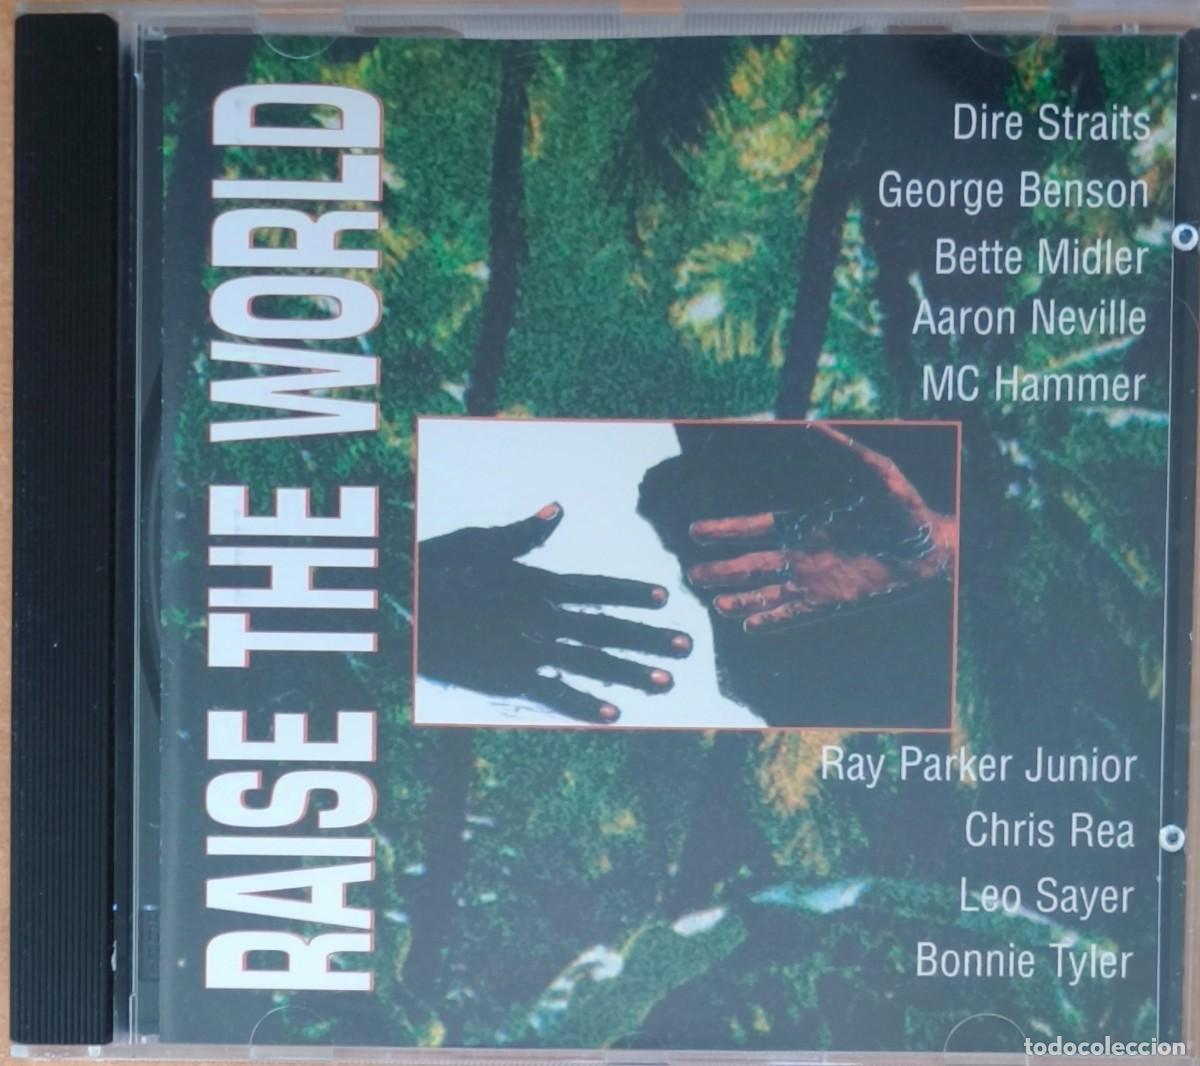 RAISE THE WORLD
Dire Straits
George Benson
Bette Midler
Aaron Neville
MC Hammer
Ray Parker Junior
Chris Rea
Leo Sayer
Bonnie Tyler
todocoleccion